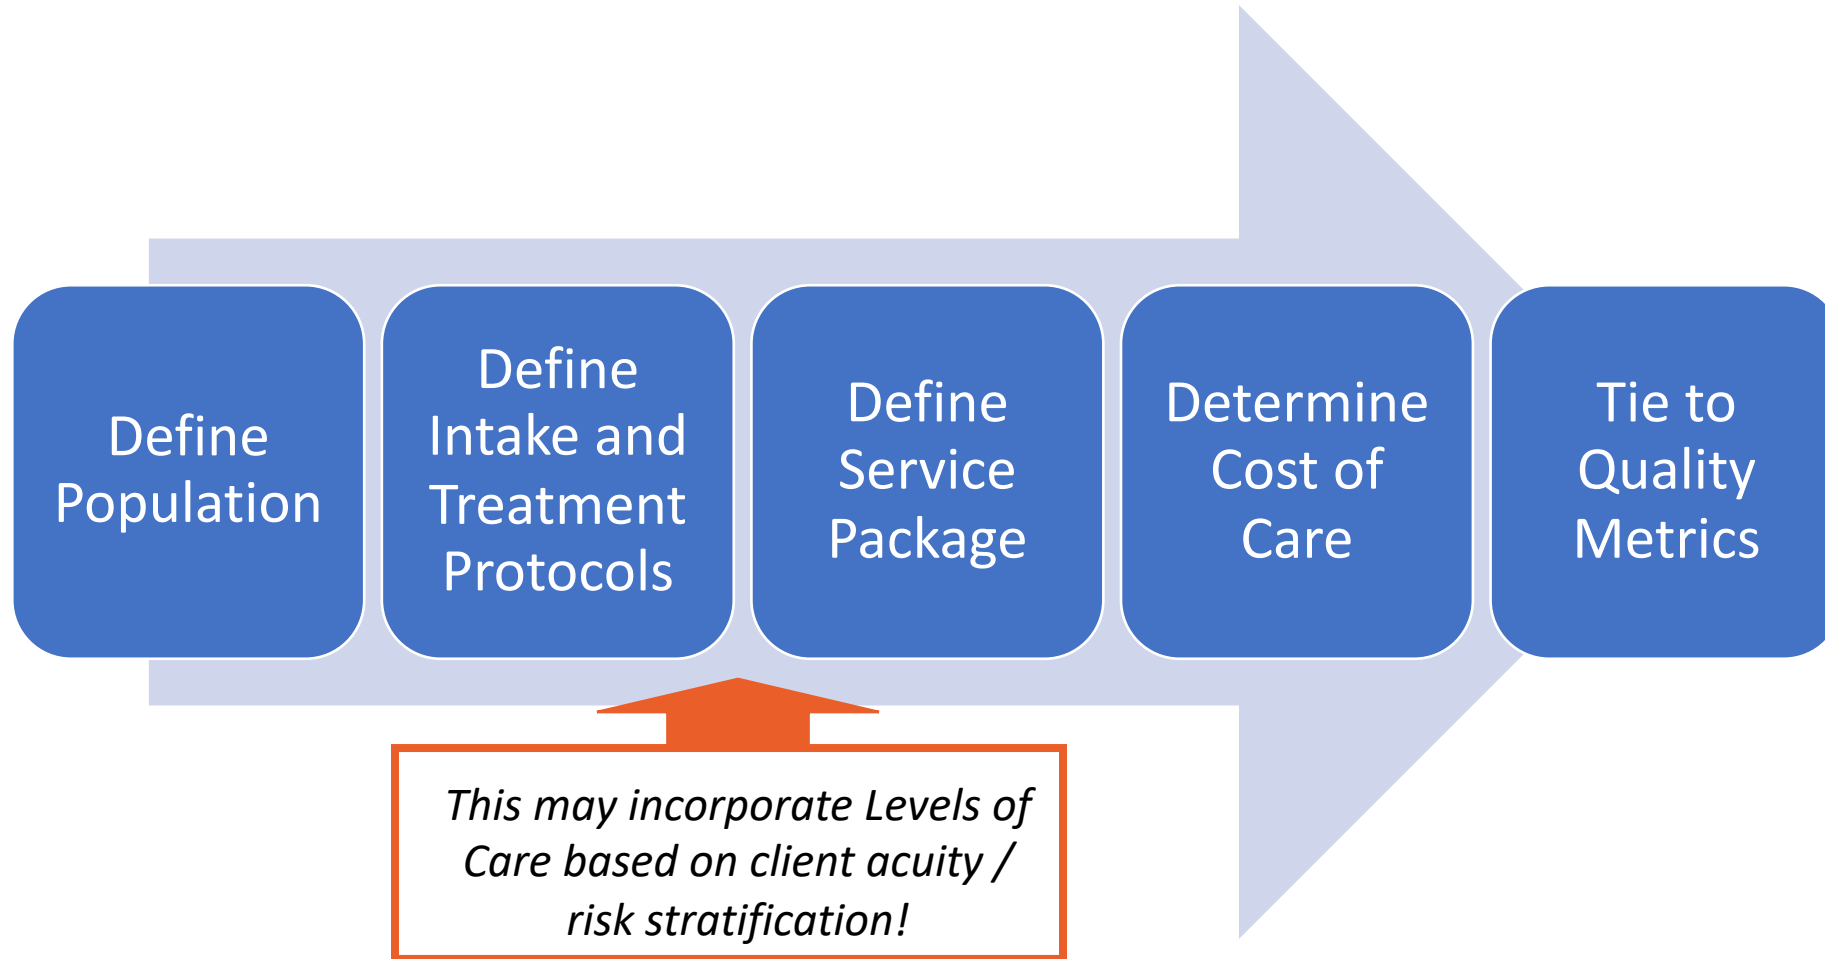 Define
Population
Define
Intake and
Treatment
Protocols
Define
Service
Package
Determine
Cost of
Care
Tie to
Quality
Metrics
This may incorporate Levels of
Care based on client acuity /
risk stratification!